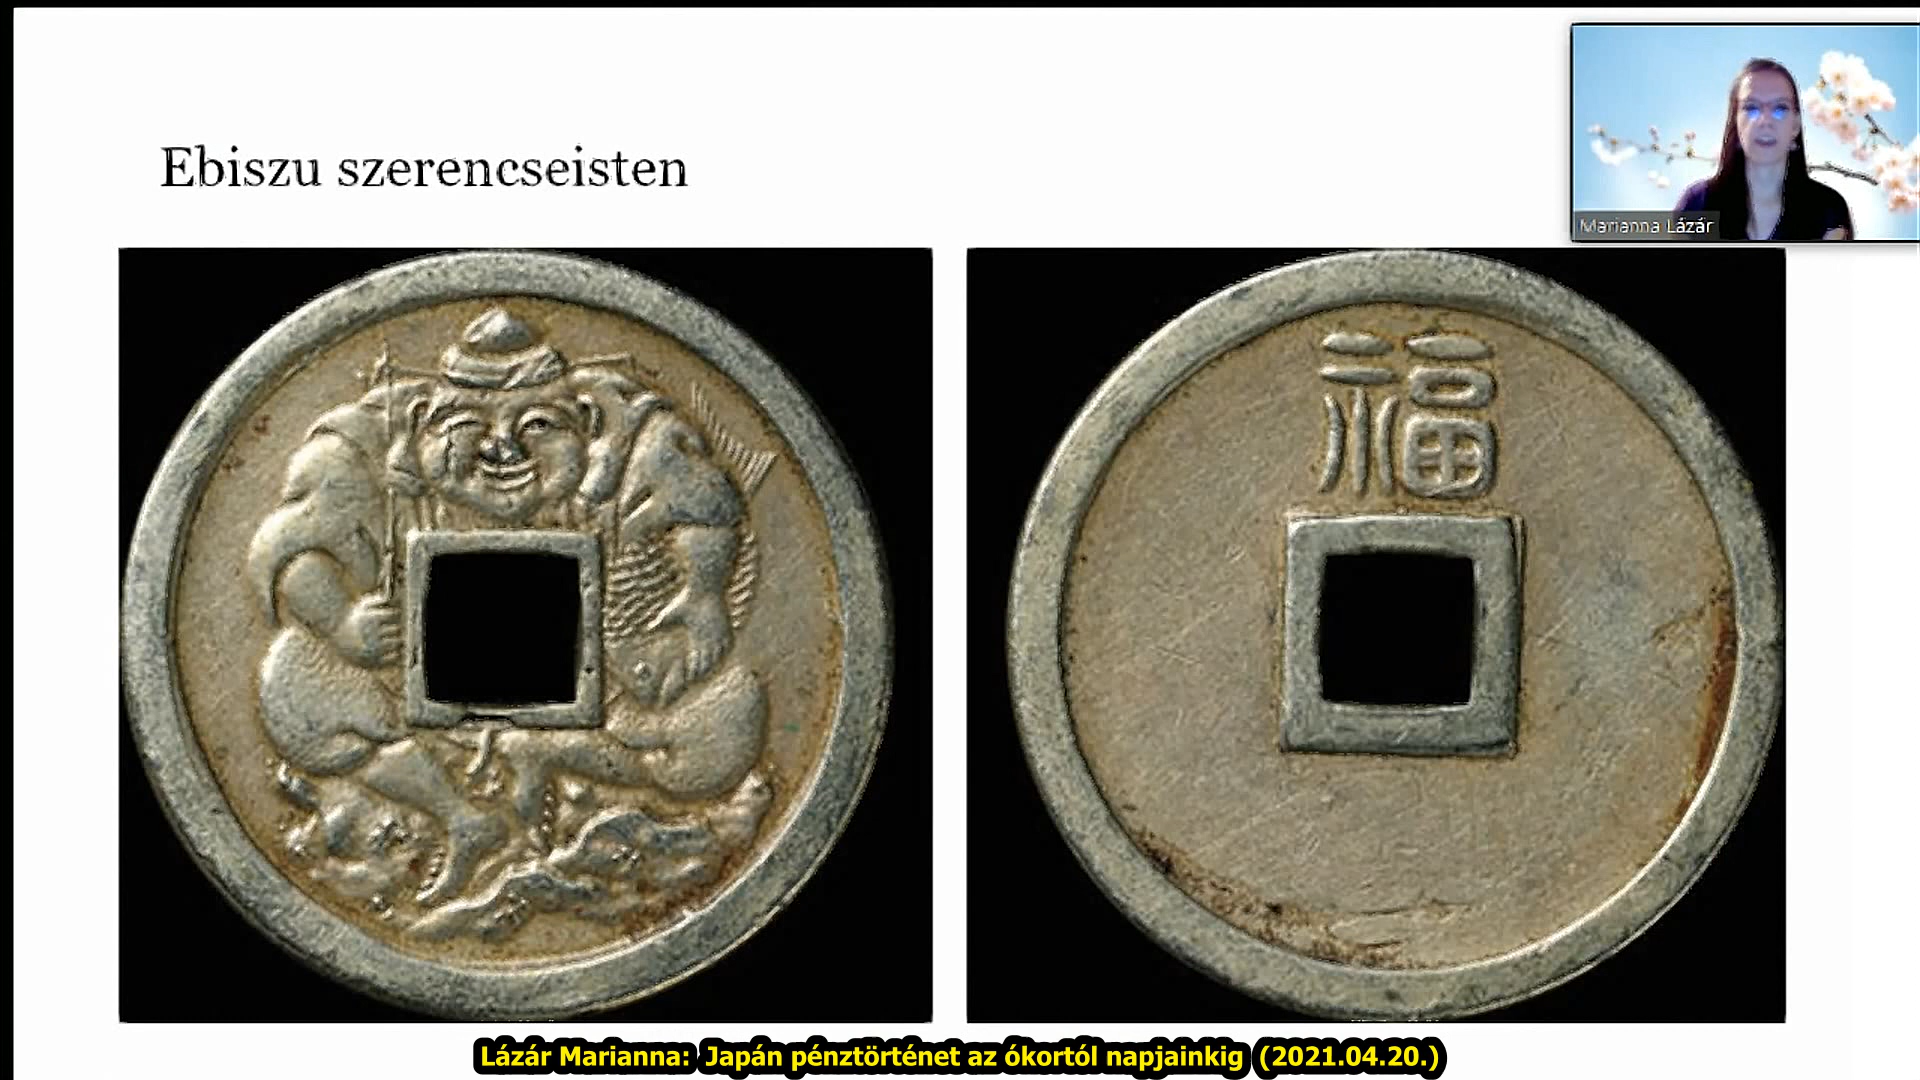 Ebiszu szerencseisten
Marianna Lázár
福
Lázár Marianna: Japán pénztörténet az ókortól napjainkig (2021.04.20.)